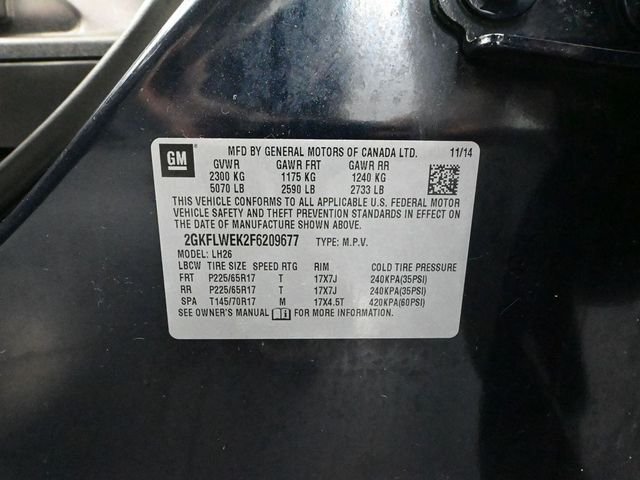 GM
MFD BY GENERAL MOTORS OF CANADA LTD. 11/14
GVWR GAWR FRT GAWR RR
2300 KG 1175 KG 1240 KG
5070 LB 2590 LB 2733 LB
THIS VEHICLE CONFORMS TO ALL APPLICABLE U.S. FEDERAL MOTOR
VEHICLE SAFETY AND THEFT PREVENTION STANDARDS IN EFFECT ON
THE DATE OF MANUFACTURE SHOWN ABOVE.
2GKFLWEK2F6209677 TYPE: M.P.V.
MODEL: LH26
LBCW TIRE SIZE SPEED RTG RIM COLD TIRE PRESSURE
FRT P225/65R17 T 17X7J 240KPA(35PSI)
RR P225/65R17 T 17X7J 240KPA(35PSI)
SPA T145/70R17 M 17X4.5T 420KPA(60PSI)
SEE OWNER'S MANUAL FOR MORE INFORMATION.